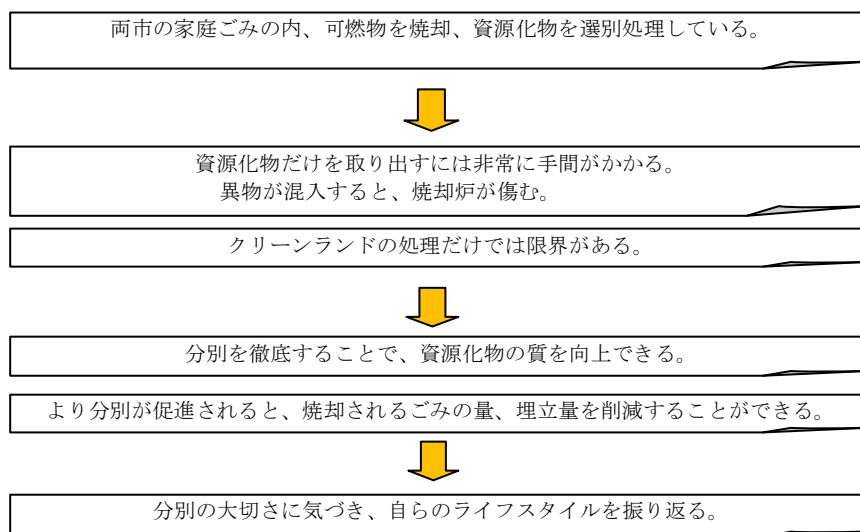 両市の家庭ごみの内、可燃物を焼却、資源化物を選別処理している。
資源化物だけを取り出すには非常に手間がかかる。
異物が混入すると、焼却炉が傷む。
クリーンランドの処理だけでは限界がある。
分別を徹底することで、資源化物の質を向上できる。
より分別が促進されると、焼却されるごみの量、埋立量を削減することができる。
分別の大切さに気づき、自らのライフスタイルを振り返る。